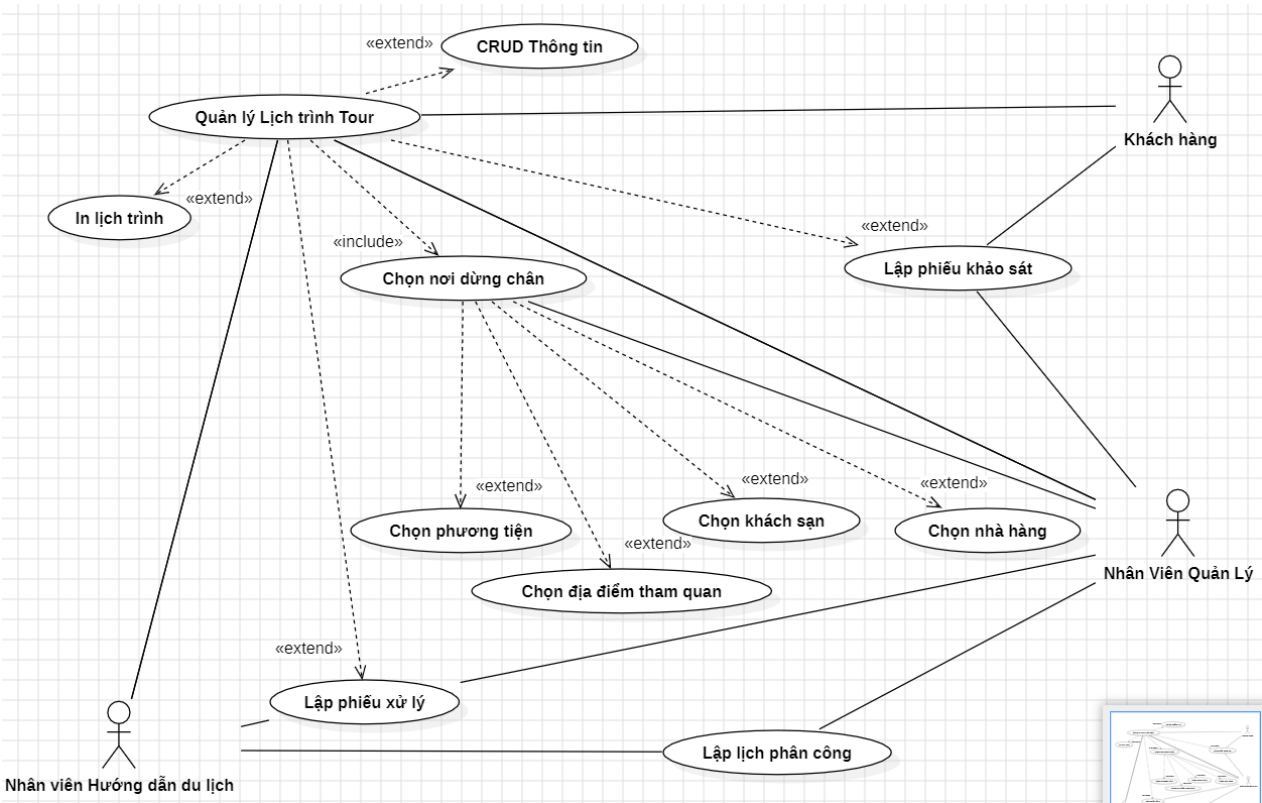 «extend»
CRUD Thông tin
Quản lý Lịch trình Tour
Khách hàng
«extend»
In lịch trình
«extend»
«include»
Lập phiếu khảo sát
Chọn nơi dừng chân
«extend»
«extend»
«extend»
Chọn phương tiện
Chọn khách sạn
Chọn nhà hàng
«extend»
Nhân Viên Quản Lý
Chọn địa điểm tham quan
«extend»
Lập phiếu xử lý
Lập lịch phân công
Nhân viên Hướng dẫn du lịch